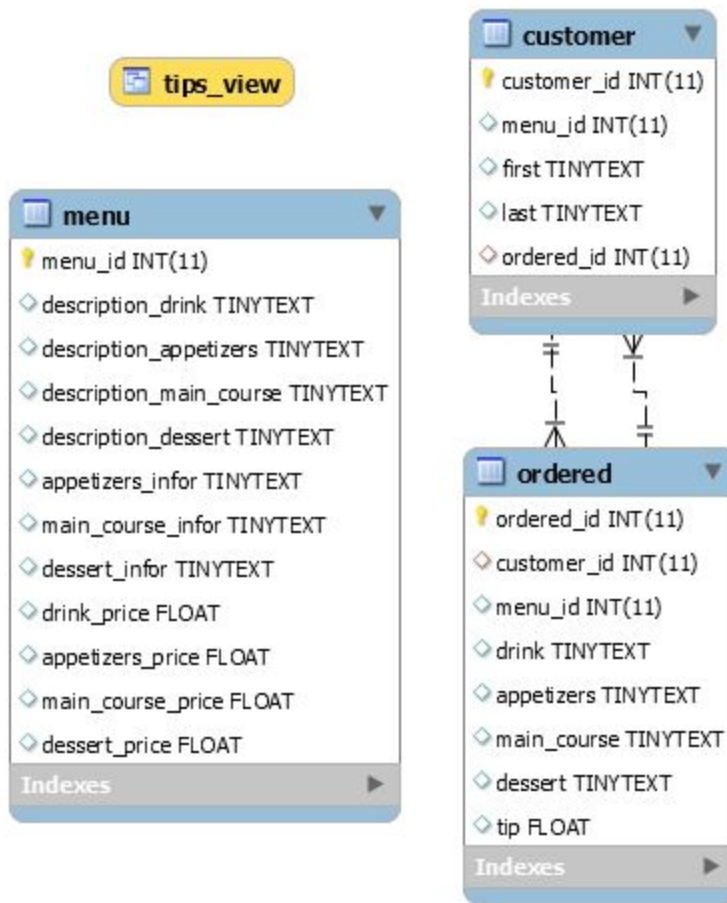 tips_view
menu
menu_id INT(11)
description_drink TINYTEXT
description_appetizers TINYTEXT
description_main_course TINYTEXT
description_dessert TINYTEXT
appetizers_infor TINYTEXT
main_course_infor TINYTEXT
dessert_infor TINYTEXT
drink_price FLOAT
appetizers_price FLOAT
main_course_price FLOAT
dessert_price FLOAT
Indexes
customer
customer_id INT(11)
menu_id INT(11)
first TINYTEXT
last TINYTEXT
ordered_id INT(11)
Indexes
ordered
ordered_id INT(11)
customer_id INT(11)
menu_id INT(11)
drink TINYTEXT
appetizers TINYTEXT
main_course TINYTEXT
dessert TINYTEXT
tip FLOAT
Indexes